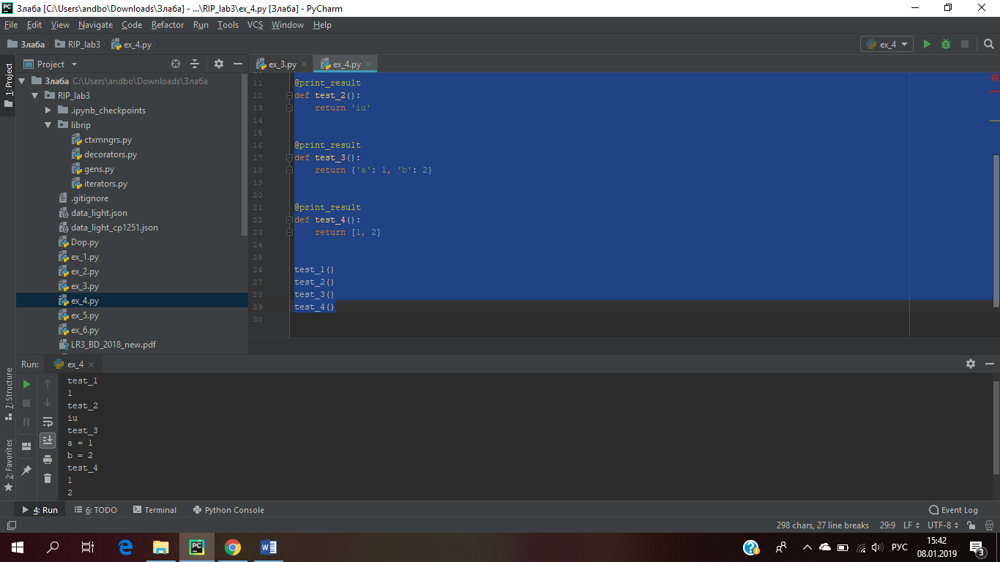 3лаба [C:\Users\andbo\Downloads\3лаба] - ...\RIP_lab3\ex_4.py [3лаба] - PyCharm
File Edit View Navigate Code Refactor Run Tools VCS Window Help
3лаба RIP_lab3 ex_4.py ex_4
1: Project
Project
ex_3.py ex_4.py
3лаба C:\Users\andbo\Downloads\3лаба
RIP_lab3
.ipynb_checkpoints
librip
ctxmngrs.py
decorators.py
gens.py
iterators.py
.gitignore
data_light.json
data_light_cp1251.json
Dop.py
ex_1.py
ex_2.py
ex_3.py
ex_4.py
ex_5.py
ex_6.py
LR3_BD_2018_new.pdf
11 @print_result
12 def test_2():
13 return 'iu'
14
15
16 @print_result
17 def test_3():
18 return {'a': 1, 'b': 2}
19
20
21 @print_result
22 def test_4():
23 return [1, 2]
24
25
26 test_1()
27 test_2()
28 test_3()
29 test_4()
30
Run: ex_4
test_1
1
test_2
iu
test_3
a = 1
b = 2
test_4
1
2
7: Structure
2: Favorites
4: Run 6: TODO Terminal Python Console Event Log
298 chars, 27 line breaks 29:9 LF UTF-8
РУС
15:42
08.01.2019
3